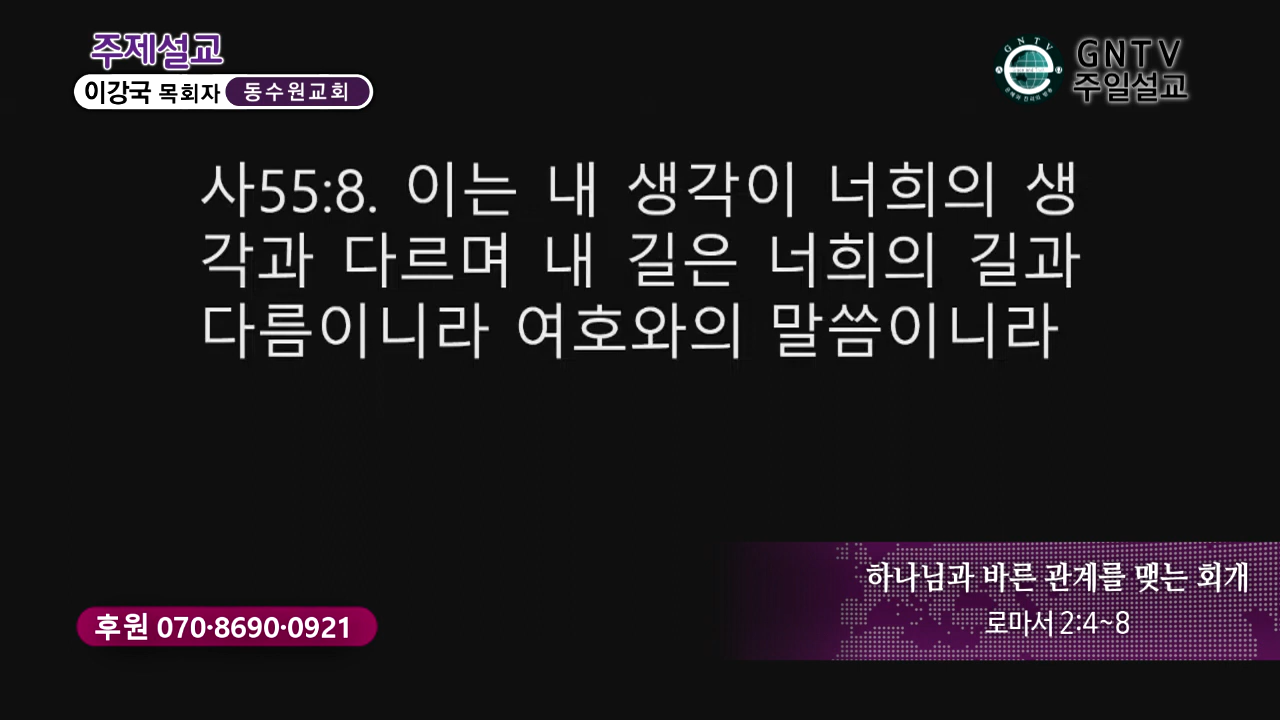 주제설교
이강국 목회자 동수원교회
GNTV
주일설교
사55:8. 이는 내 생각이 너희의 생
각과 다르며 내 길은 너희의 길과
다름이니라 여호와의 말씀이니라
하나님과 바른 관계를 맺는 회개
로마서 2:4~8
후원 070·8690·0921